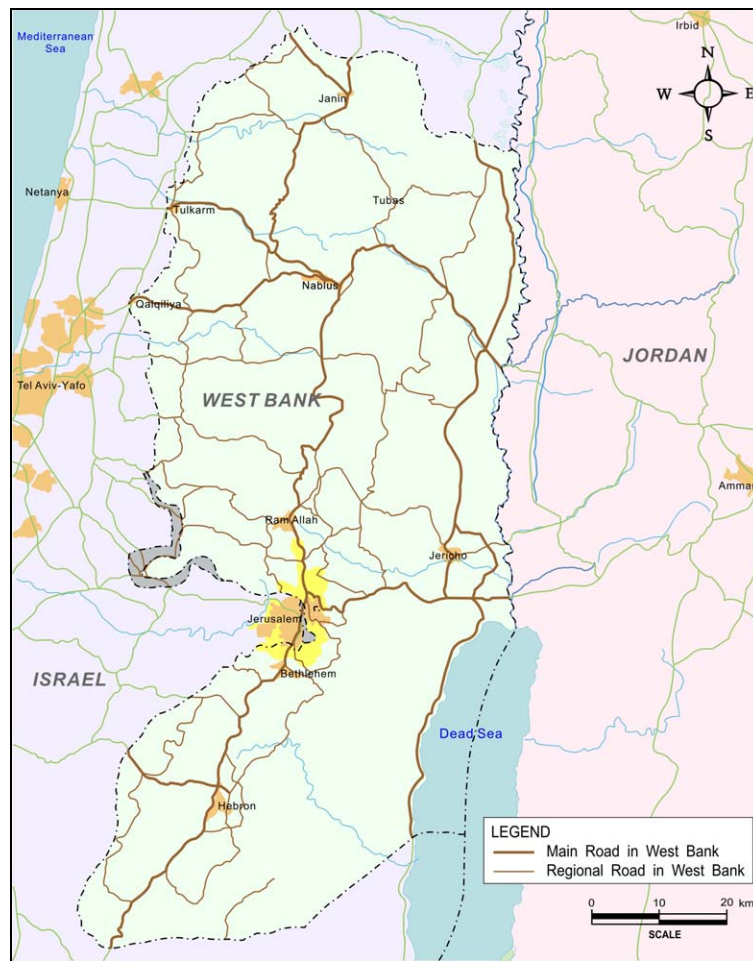 Mediterranean
Sea
Irbid
N
W
E
S
Janin
Netanya
Tulkarm
Tubas
Nablus
Qalqiliya
Tel Aviv-Yafo
WEST BANK
JORDAN
Amman
Ram Allah
Jericho
Jerusalem
ISRAEL
Bethlehem
Dead Sea
Hebron
LEGEND
Main Road in West Bank
Regional Road in West Bank
0 10 20 km
SCALE